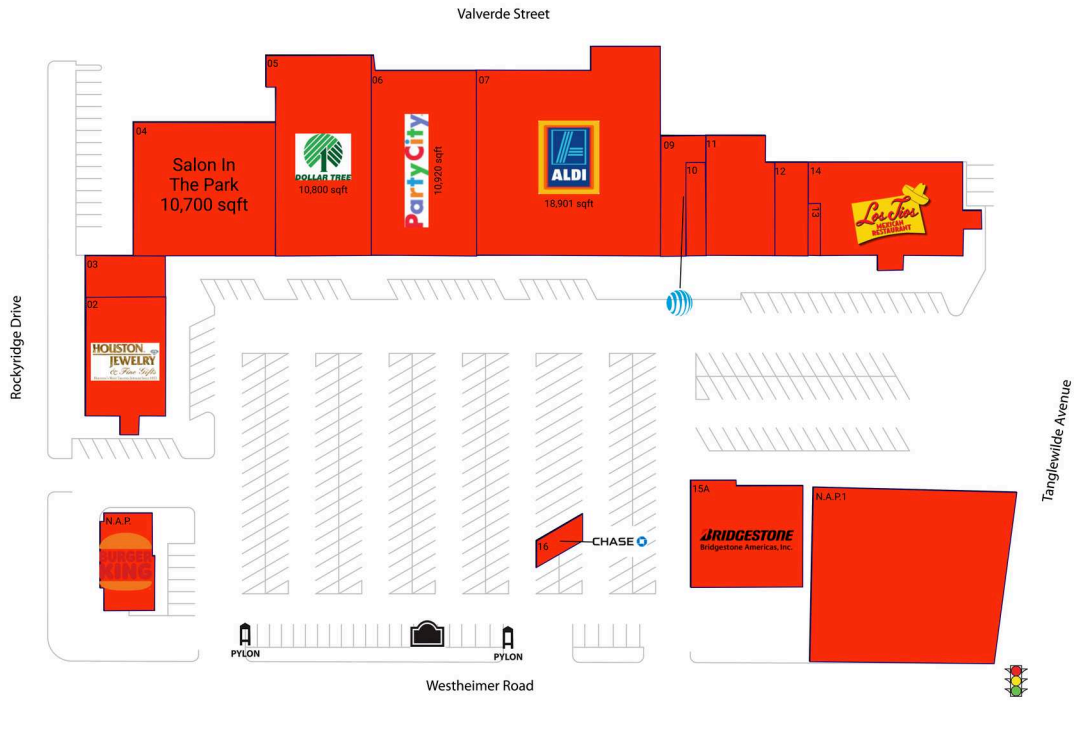 Valverde Street
05
06
07
04
Salon In
The Park
10,700 sqft
DOLLAR TREE
10,800 sqft
Party City
10,920 sqft
ALDI
18,901 sqft
09
10
11
12
14
13
Los Tios
MEXICAN
RESTAURANT
03
02
HOUSTON
JEWELRY
& Fine Gifts
Rockyridge Drive
Tanglewilde Avenue
15A
BRIDGESTONE
Bridgestone Americas, Inc.
N.A.P.1
N.A.P.
BURGER
KING
16
CHASE
PYLON
PYLON
Westheimer Road